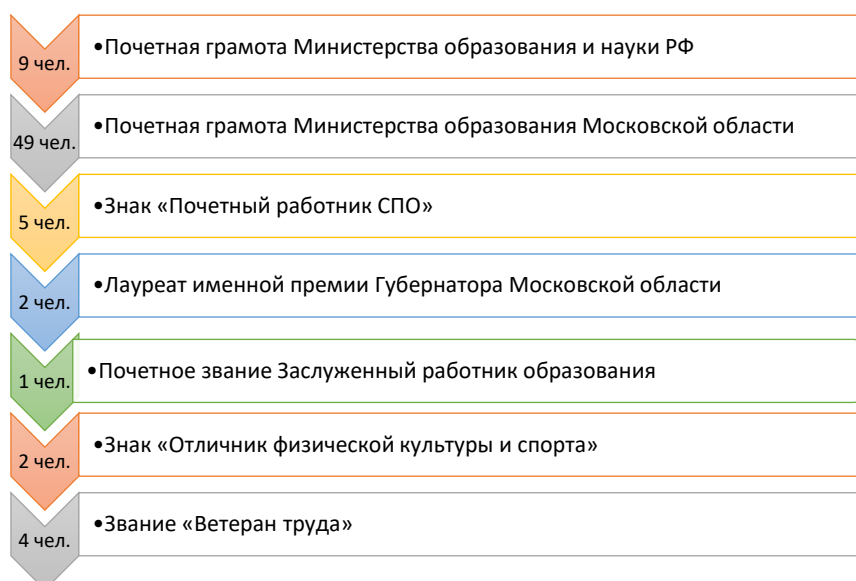 9 чел.
•Почетная грамота Министерства образования и науки РФ
49 чел.
•Почетная грамота Министерства образования Московской области
5 чел.
•Знак «Почетный работник СПО»
2 чел.
•Лауреат именной премии Губернатора Московской области
1 чел.
•Почетное звание Заслуженный работник образования
2 чел.
•Знак «Отличник физической культуры и спорта»
4 чел.
•Звание «Ветеран труда»